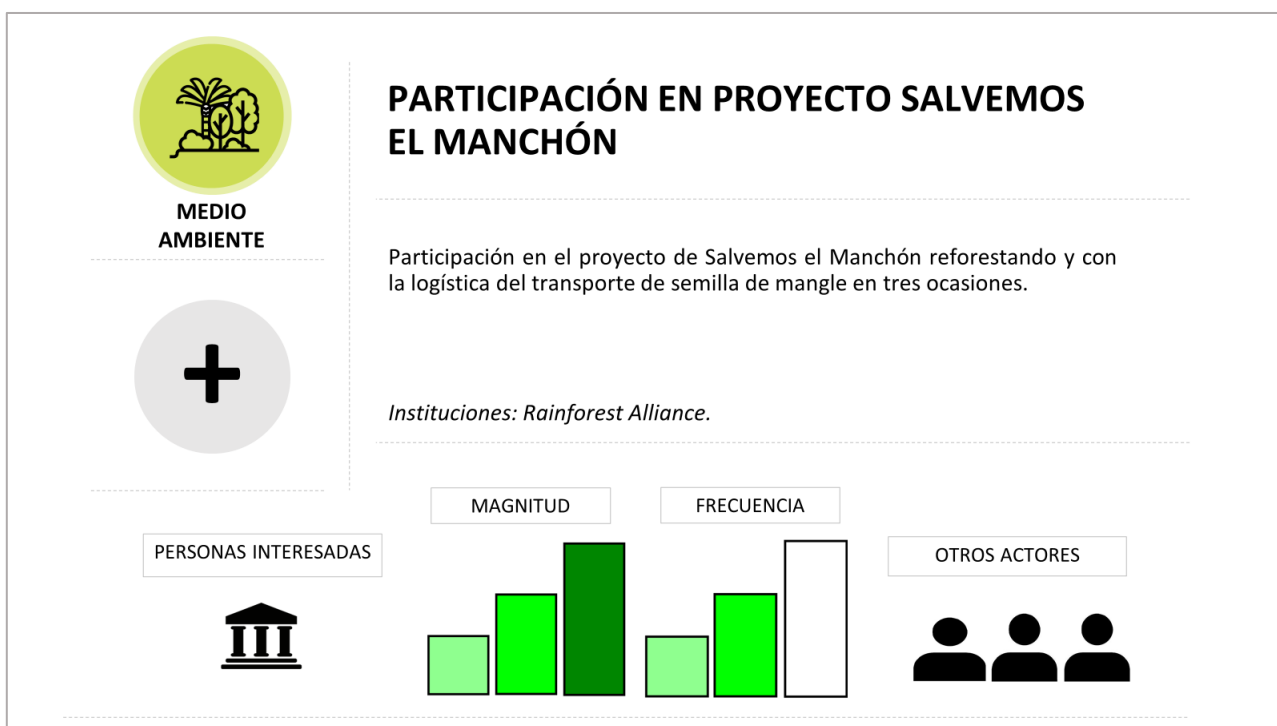 PARTICIPACIÓN EN PROYECTO SALVEMOS
EL MANCHÓN
MEDIO
AMBIENTE
Participación en el proyecto de Salvemos el Manchón reforestando y con
la logística del transporte de semilla de mangle en tres ocasiones.
Instituciones: Rainforest Alliance.
MAGNITUD
FRECUENCIA
PERSONAS INTERESADAS
OTROS ACTORES